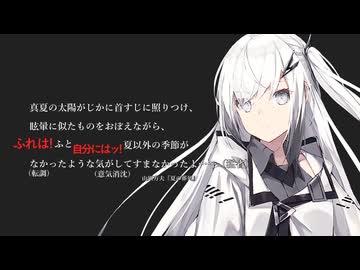 真夏の太陽がじかに首すじに照りつけ、
眩暈に似たものをおぼえながら、
ふれは!ふと自分にはッ!夏以外の季節が
なかったような気がしてすまなかったよ
(転調) (意気消沈)